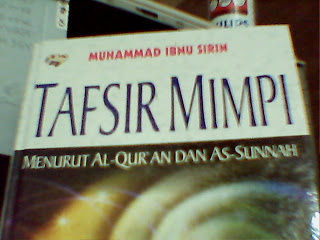 MUHAMMAD IBNU SIRIN
TAFSIR MIMPI
MENURUT AL-QUR'AN DAN AS-SUNNAH